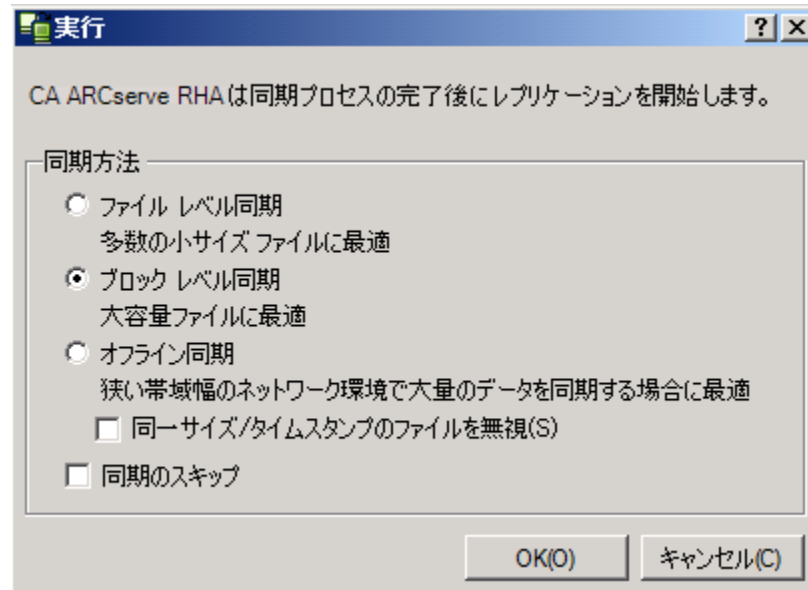 実行
CA ARCserve RHAは同期プロセスの完了後にレプリケーションを開始します。
同期方法
ファイル レベル同期
多数の小サイズ ファイルに最適
ブロック レベル同期
大容量ファイルに最適
オフライン同期
狭い帯域幅のネットワーク環境で大量のデータを同期する場合に最適
同一サイズ/タイムスタンプのファイルを無視(S)
同期のスキップ
OK(O) キャンセル(C)